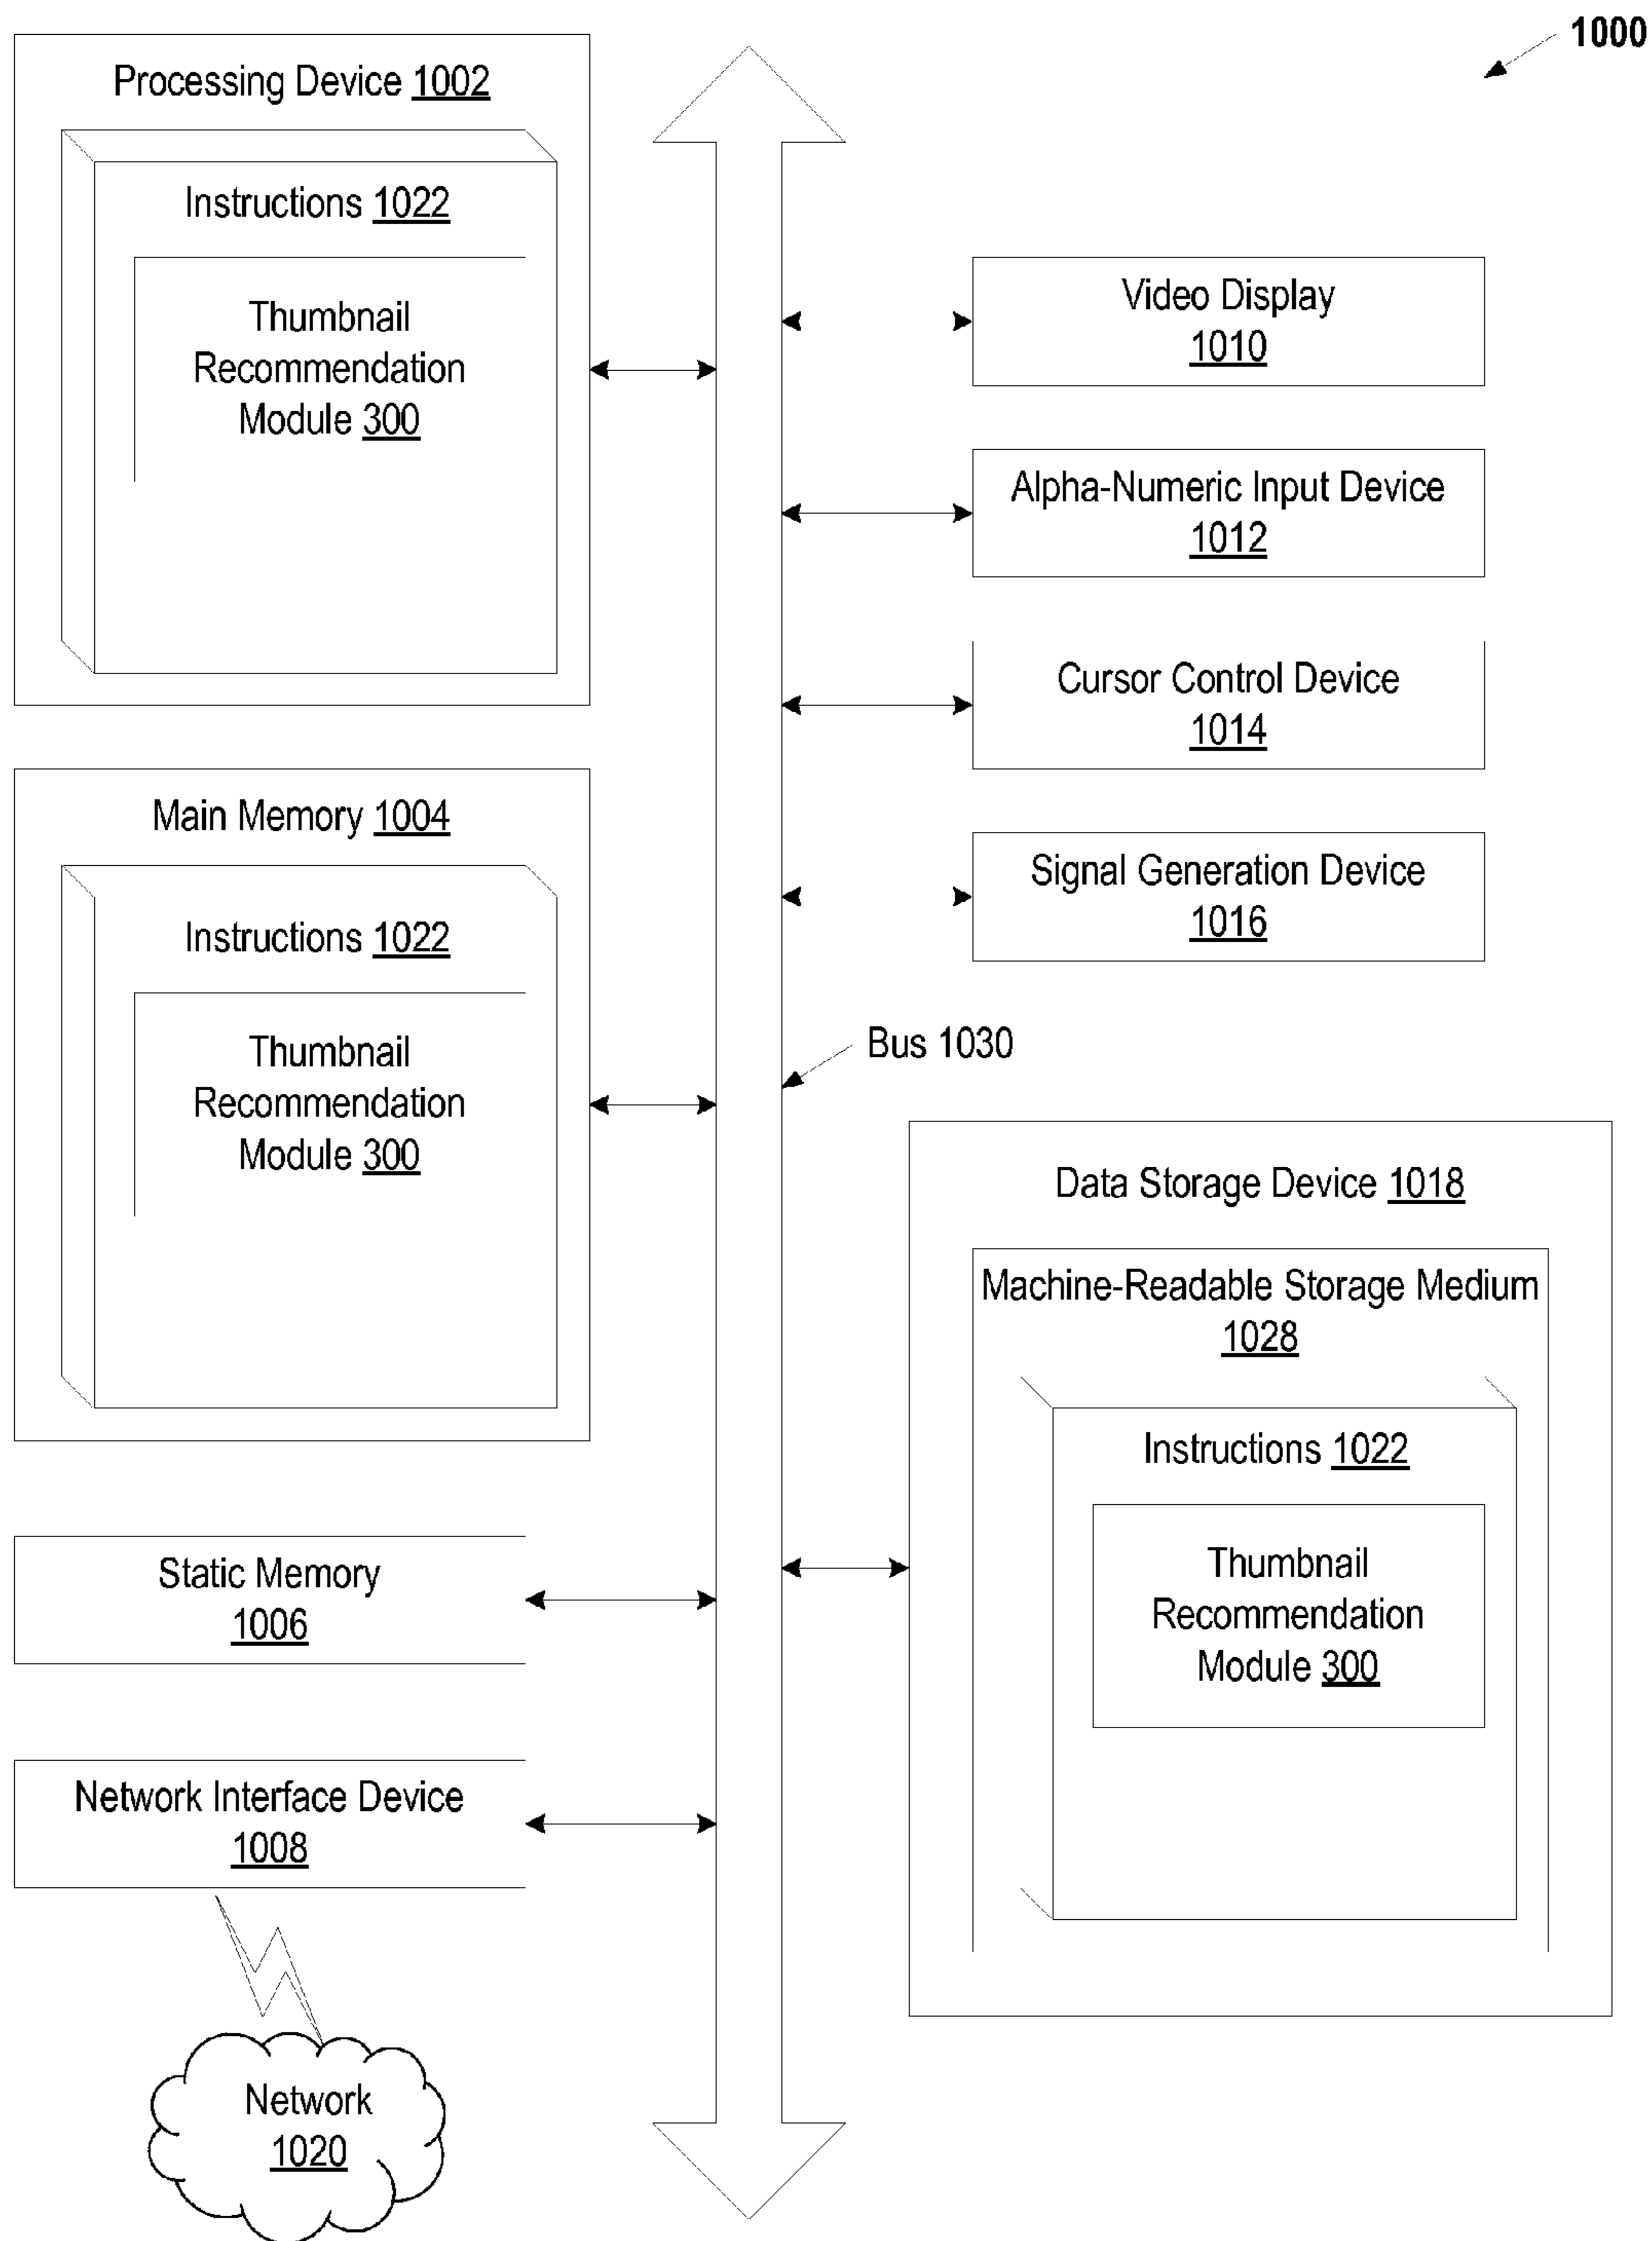 1000
Processing Device 1002
Instructions 1022
Thumbnail
Recommendation
Module 300
Main Memory 1004
Instructions 1022
Thumbnail
Recommendation
Module 300
Static Memory
1006
Network Interface Device
1008
Network
1020
Video Display
1010
Alpha-Numeric Input Device
1012
Cursor Control Device
1014
Signal Generation Device
1016
Bus 1030
Data Storage Device 1018
Machine-Readable Storage Medium
1028
Instructions 1022
Thumbnail
Recommendation
Module 300